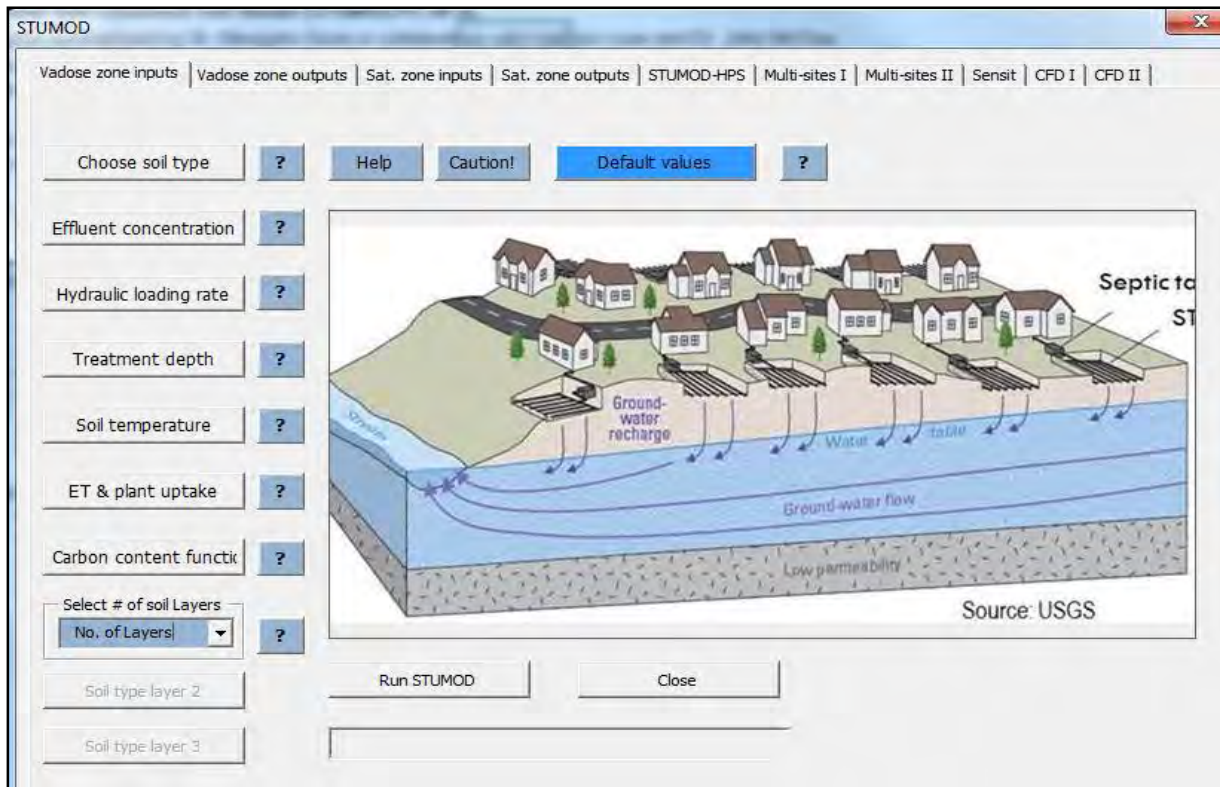 STUMOD
Vadose zone inputs
Vadose zone outputs
Sat. zone inputs
Sat. zone outputs
STUMOD-HPS
Multi-sites I
Multi-sites II
Sensit
CFD I
CFD II
Choose soil type
?
Help
Caution!
Default values
?
Effluent concentration
?
Hydraulic loading rate
?
Treatment depth
?
Soil temperature
?
ET & plant uptake
?
Carbon content functic
?
Select # of soil Layers
No. of Layers
?
Soil type layer 2
Soil type layer 3
Septic ta
ST
Stream
Ground-
water
recharge
Water table
Ground-water flow
Low permeability
Source: USGS
Run STUMOD
Close